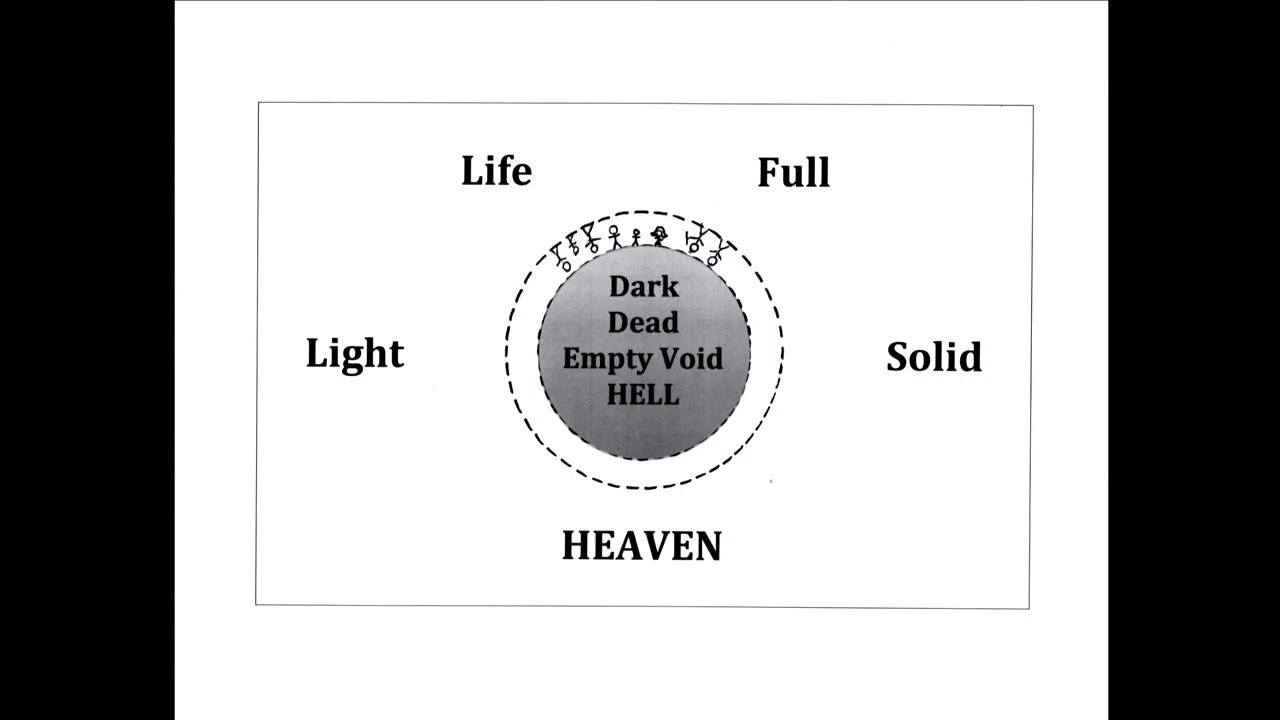 Life
Full
Dark
Dead
Empty Void
HELL
Light
Solid
HEAVEN